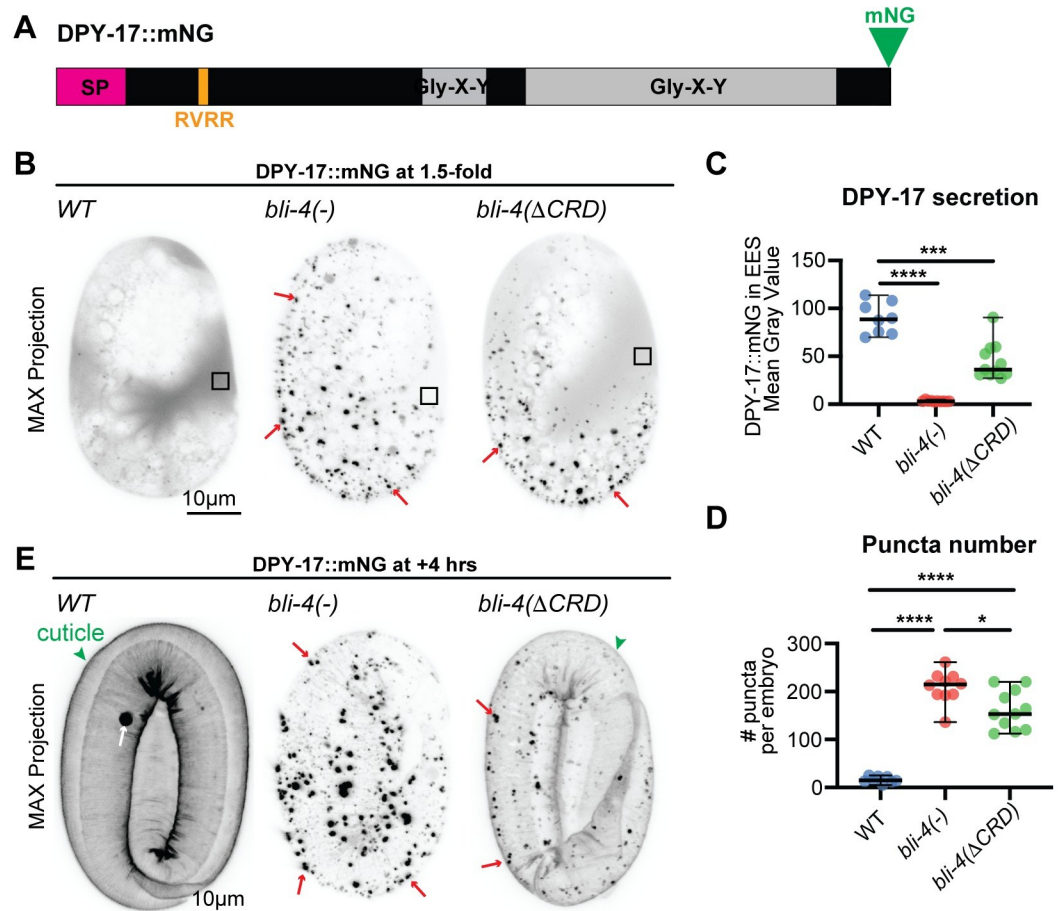 A
DPY-17::mNG
mNG
SP
Gly-X-Y
Gly-X-Y
RVRR
B
DPY-17::mNG at 1.5-fold
WT
bli-4(-)
bli-4(ΔCRD)
MAX Projection
10µm
C
DPY-17 secretion
DPY-17::mNG in EES
Mean Gray Value
150
100
50
0
***
****
WT
bli-4(-)
bli-4(ΔCRD)
D
Puncta number
# puncta
per embryo
300
200
100
0
****
****
*
WT
bli-4(-)
bli-4(ΔCRD)
E
DPY-17::mNG at +4 hrs
WT
bli-4(-)
bli-4(ΔCRD)
cuticle
MAX Projection
10µm